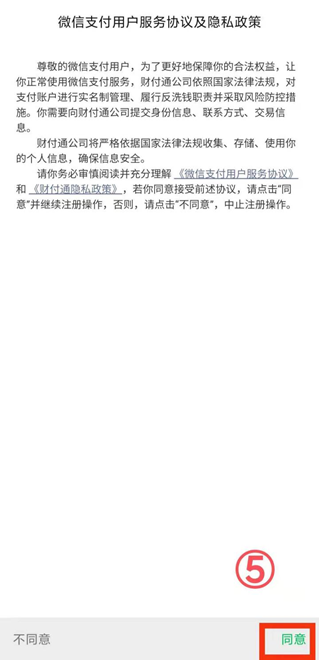 微信支付用户服务协议及隐私政策
尊敬的微信支付用户，为了更好地保障你的合法权益，让
你正常使用微信支付服务，财付通公司依照国家法律法规，对
支付账户进行实名制管理、履行反洗钱职责并采取风险防控措
施。你需要向财付通公司提交身份信息、联系方式、交易信
息。
财付通公司将严格依据国家法律法规收集、存储、使用你
的个人信息，确保信息安全。
请你务必审慎阅读并充分理解《微信支付用户服务协议》
和《财付通隐私政策》，若你同意接受前述协议，请点击"同
意"并继续注册操作，否则，请点击"不同意"，中止注册操作。
⑤
不同意
同意